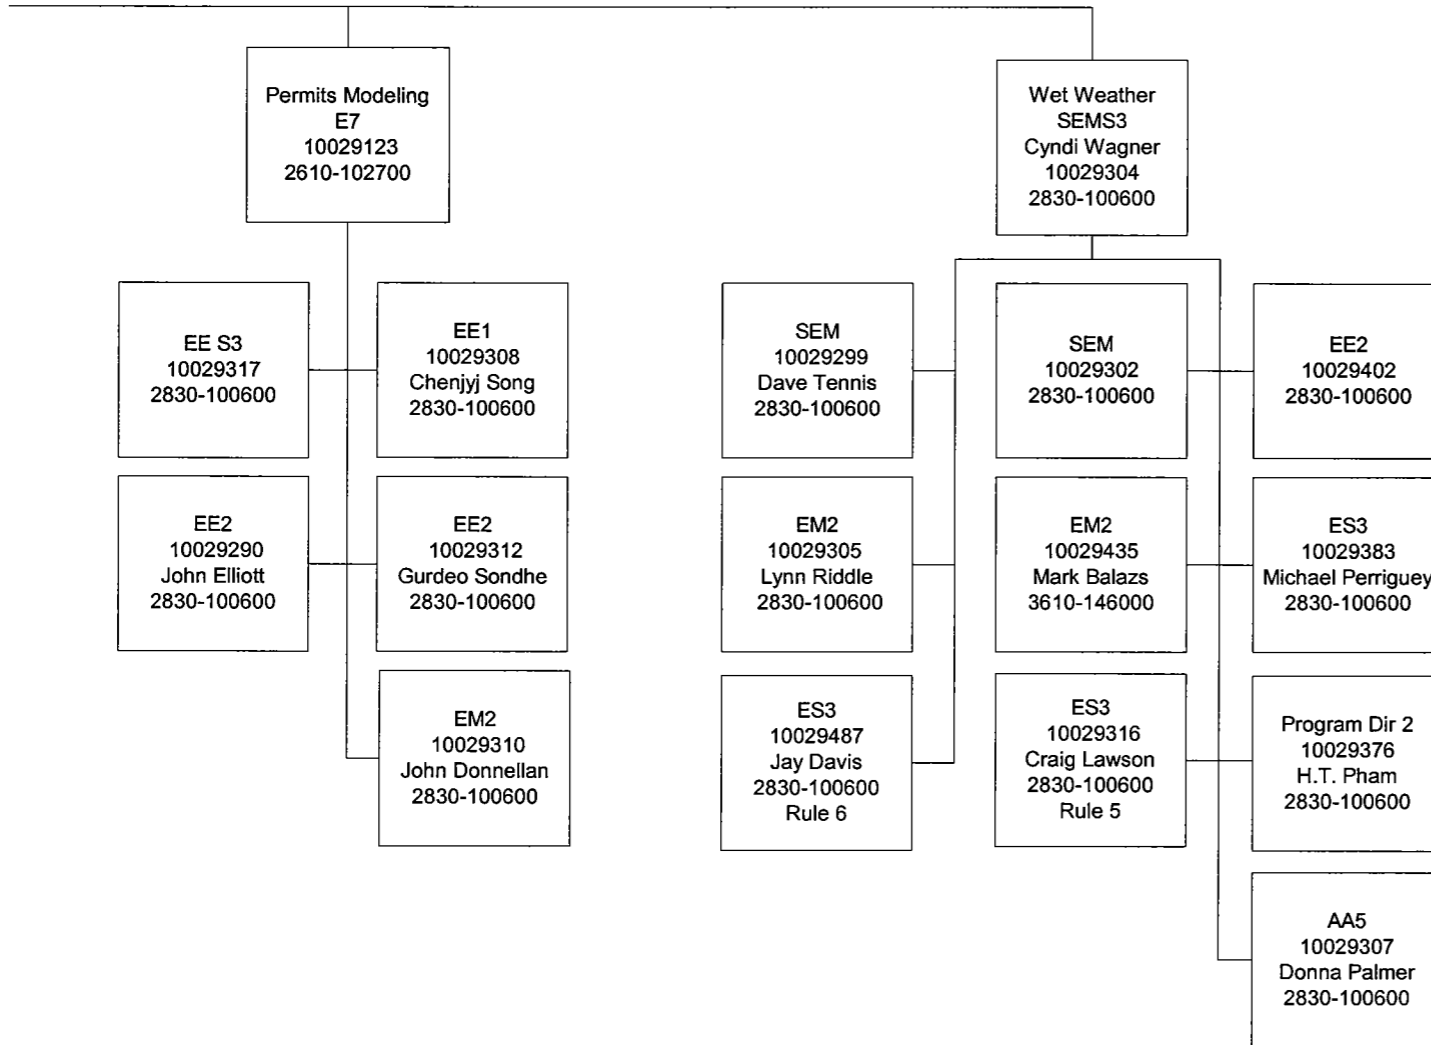 Permits Modeling
E7
10029123
2610-102700
Wet Weather
SEMS3
Cyndi Wagner
10029304
2830-100600
EE S3
10029317
2830-100600
EE1
10029308
Chenjyj Song
2830-100600
EE2
10029290
John Elliott
2830-100600
EE2
10029312
Gurdeo Sondhe
2830-100600
EM2
10029310
John Donnellan
2830-100600
SEM
10029299
Dave Tennis
2830-100600
SEM
10029302
2830-100600
EE2
10029402
2830-100600
EM2
10029305
Lynn Riddle
2830-100600
EM2
10029435
Mark Balazs
3610-146000
ES3
10029383
Michael Perriguey
2830-100600
ES3
10029487
Jay Davis
2830-100600
Rule 6
ES3
10029316
Craig Lawson
2830-100600
Rule 5
Program Dir 2
10029376
H.T. Pham
2830-100600
AA5
10029307
Donna Palmer
2830-100600